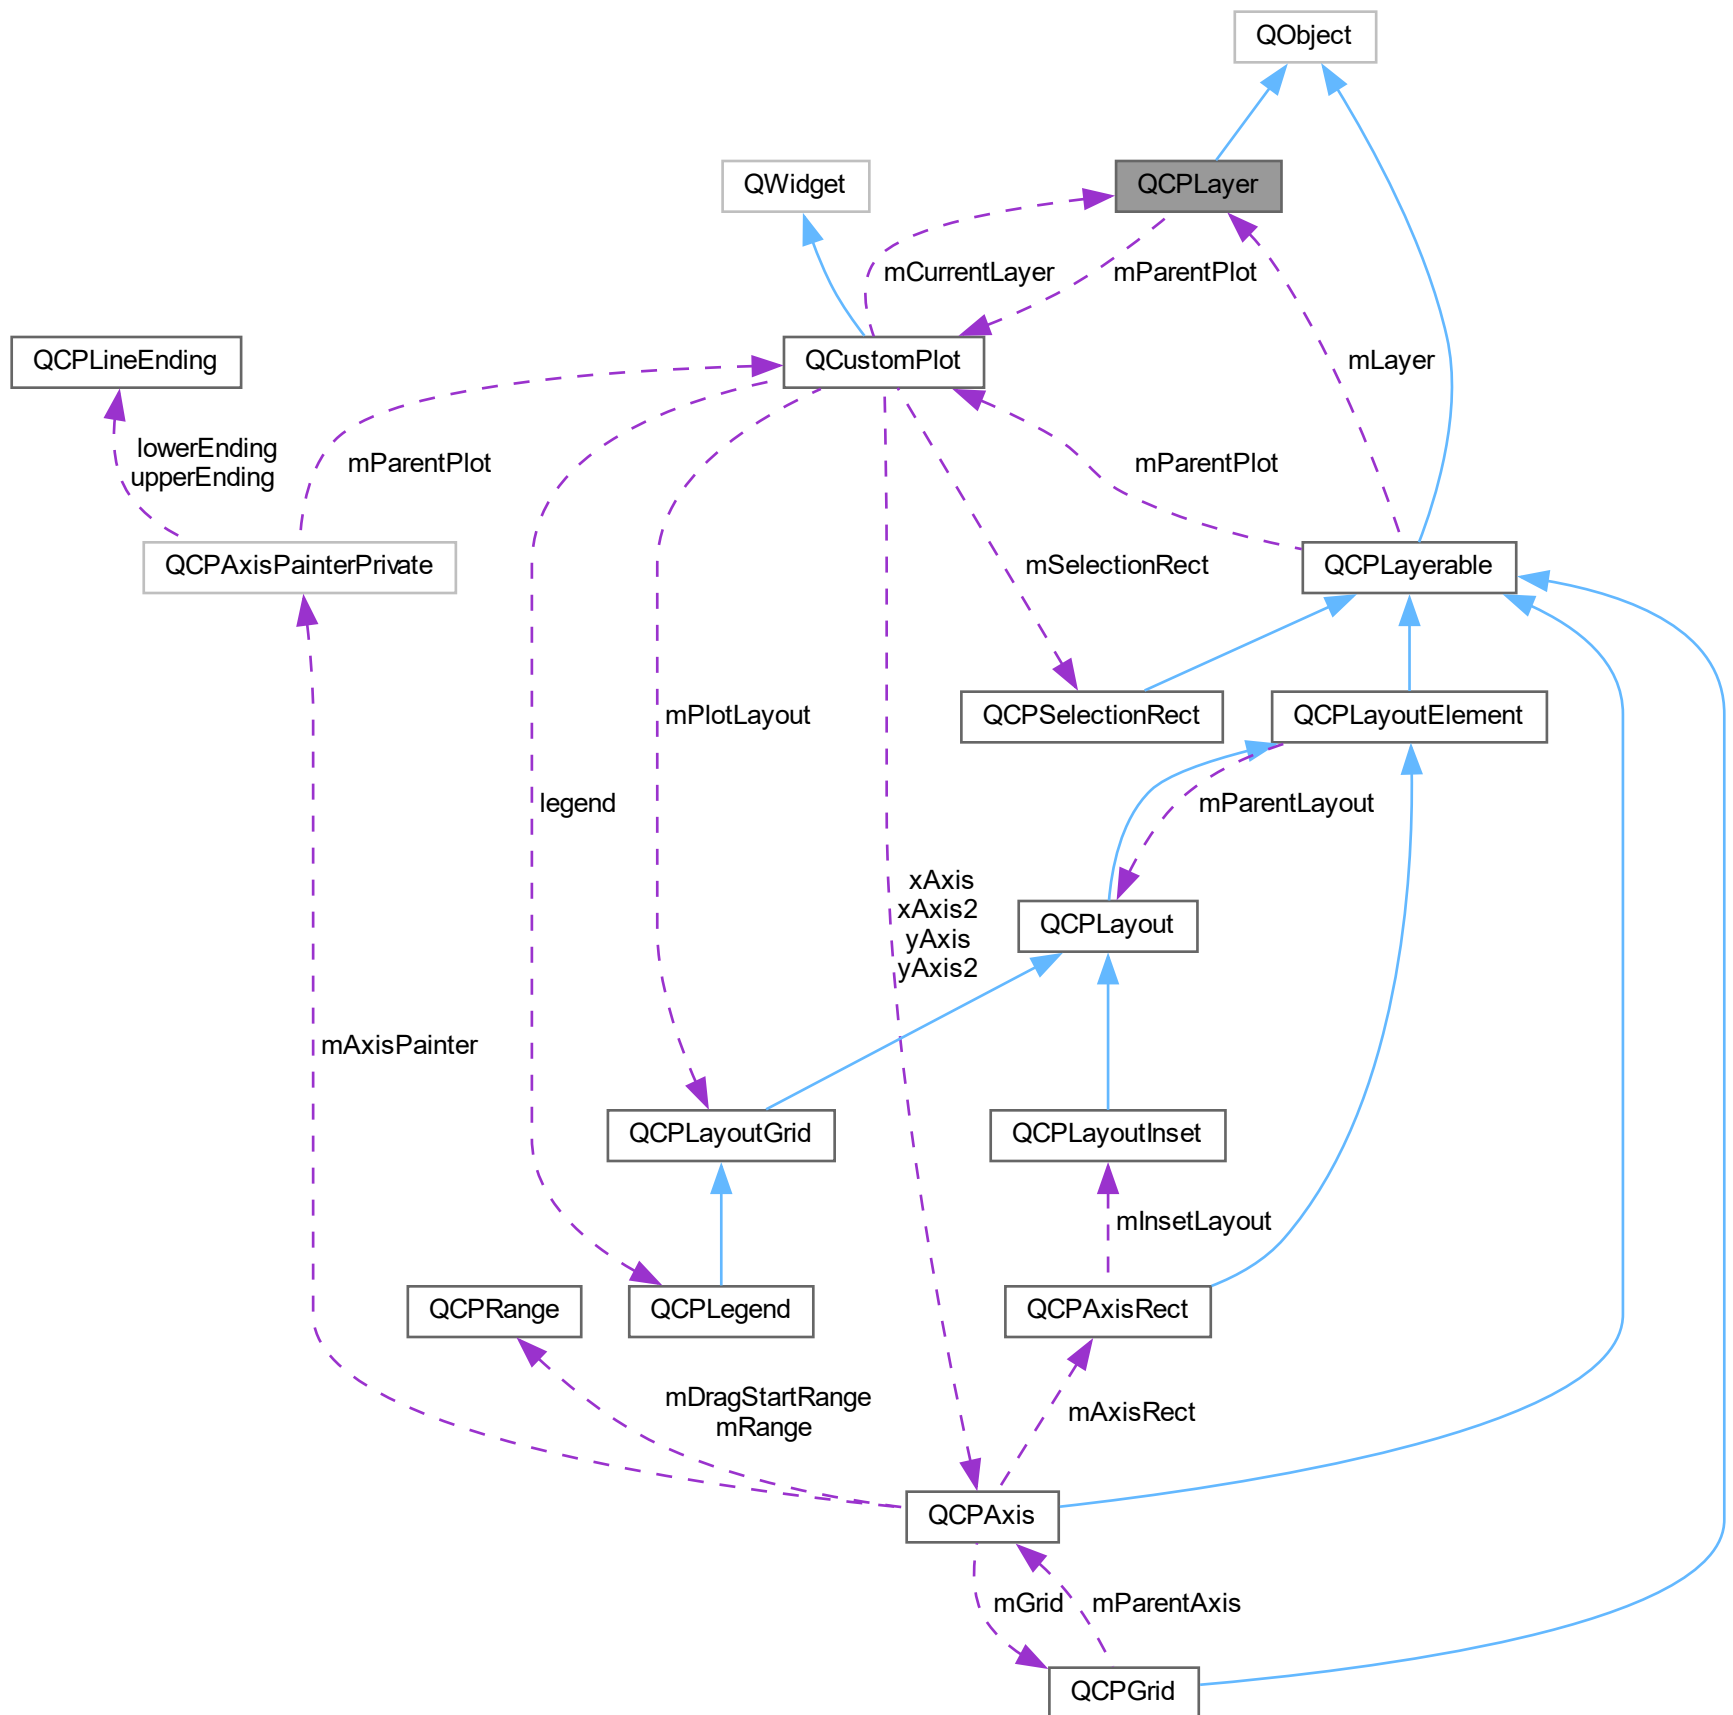 QObject
QWidget
QCPLayer
mCurrentLayer
mParentPlot
QCPLineEnding
QCustomPlot
mLayer
lowerEnding
upperEnding
mParentPlot
mParentPlot
QCPAxisPainterPrivate
mSelectionRect
QCPLayerable
mPlotLayout
QCPSelectionRect
QCPLayoutElement
legend
mParentLayout
xAxis
xAxis2
yAxis
yAxis2
QCPLayout
mAxisPainter
QCPLayoutGrid
QCPLayoutInset
mInsetLayout
QCPRange
QCPLegend
QCPAxisRect
mDragStartRange
mRange
mAxisRect
QCPAxis
mGrid
mParentAxis
QCPGrid